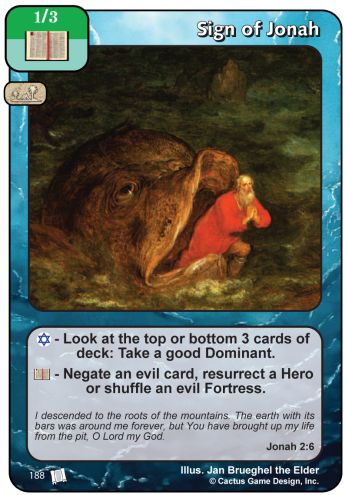 1/3
Sign of Jonah
- Look at the top or bottom 3 cards of
deck: Take a good Dominant.
- Negate an evil card, resurrect a Hero
or shuffle an evil Fortress.
I descended to the roots of the mountains. The earth with its
bars was around me forever, but You have brought up my life
from the pit, O Lord my God.
Jonah 2:6
188
Illus. Jan Brueghel the Elder
© Cactus Game Design, Inc.